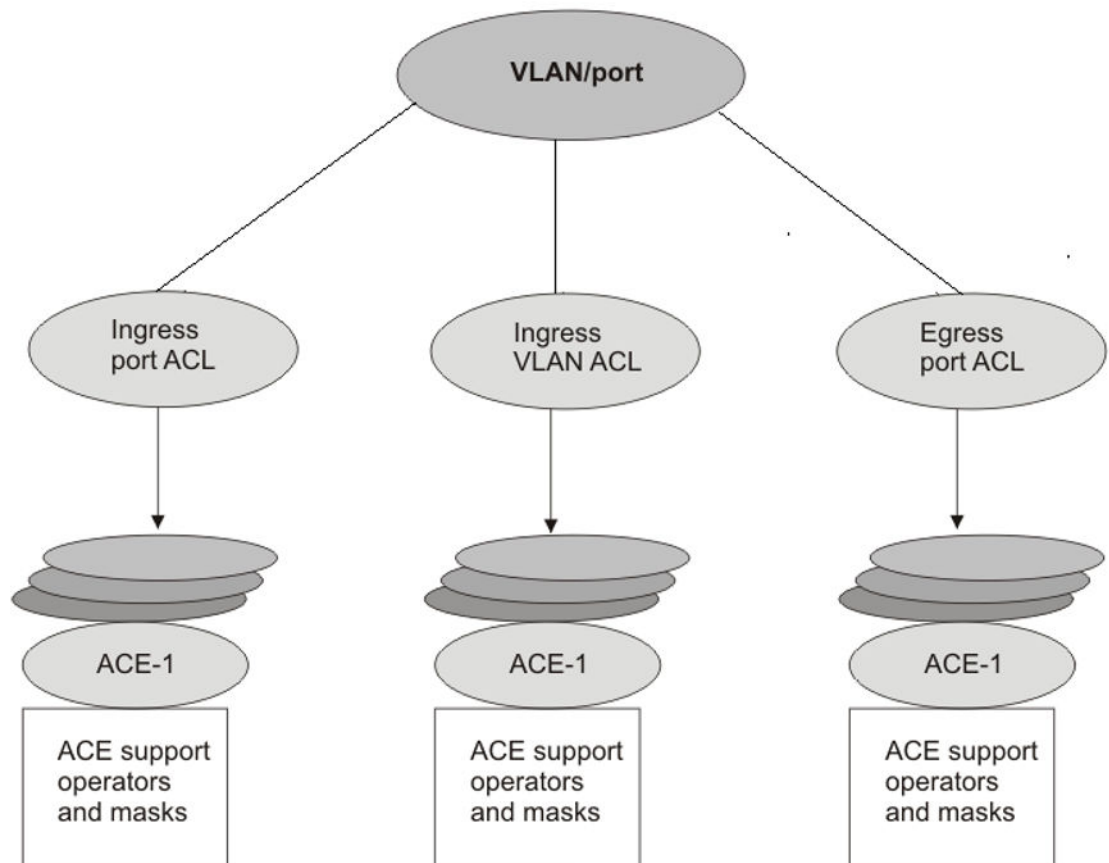 VLAN/port
Ingress
port ACL
Ingress
VLAN ACL
Egress
port ACL
ACE-1
ACE-1
ACE-1
ACE support
operators
and masks
ACE support
operators
and masks
ACE support
operators
and masks